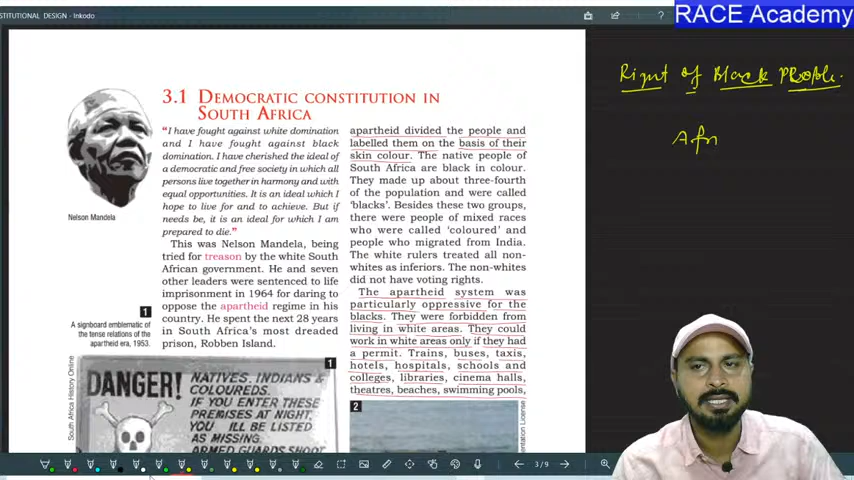 STITUTIONAL DESIGN - Inkodo
RACE Academy
3.1 DEMOCRATIC CONSTITUTION IN
SOUTH AFRICA
Nelson Mandela
"I have fought against white domination
and I have fought against black
domination. I have cherished the ideal of
a democratic and free society in which all
persons live together in harmony and with
equal opportunities. It is an ideal which I
hope to live for and to achieve. But if
needs be, it is an ideal for which I am
prepared to die."
This was Nelson Mandela, being
tried for treason by the white South
African government. He and seven
other leaders were sentenced to life
imprisonment in 1964 for daring to
oppose the apartheid regime in his
country. He spent the next 28 years
in South Africa's most dreaded
prison, Robben Island.
1
A signboard emblematic of
the tense relations of the
apartheid era, 1953.
South Africa History Online
1
DANGER!
NATIVES. INDIANS &
COLOUREDS.
IF YOU ENTER THESE
PREMISES AT NIGHT,
YOU ILL BE LISTED
AS MISSING.
ARMED GUARDS SHOOT
apartheid divided the people and
labelled them on the basis of their
skin colour. The native people of
South Africa are black in colour.
They made up about three-fourth
of the population and were called
'blacks'. Besides these two groups,
there were people of mixed races
who were called 'coloured' and
people who migrated from India.
The white rulers treated all non-
whites as inferiors. The non-whites
did not have voting rights.
The apartheid system was
particularly oppressive for the
blacks. They were forbidden from
living in white areas. They could
work in white areas only if they had
a permit. Trains, buses, taxis,
hotels, hospitals, schools and
colleges, libraries, cinema halls,
theatres, beaches, swimming pools,
2
entation License
Right of Black People.
Afr
3/9